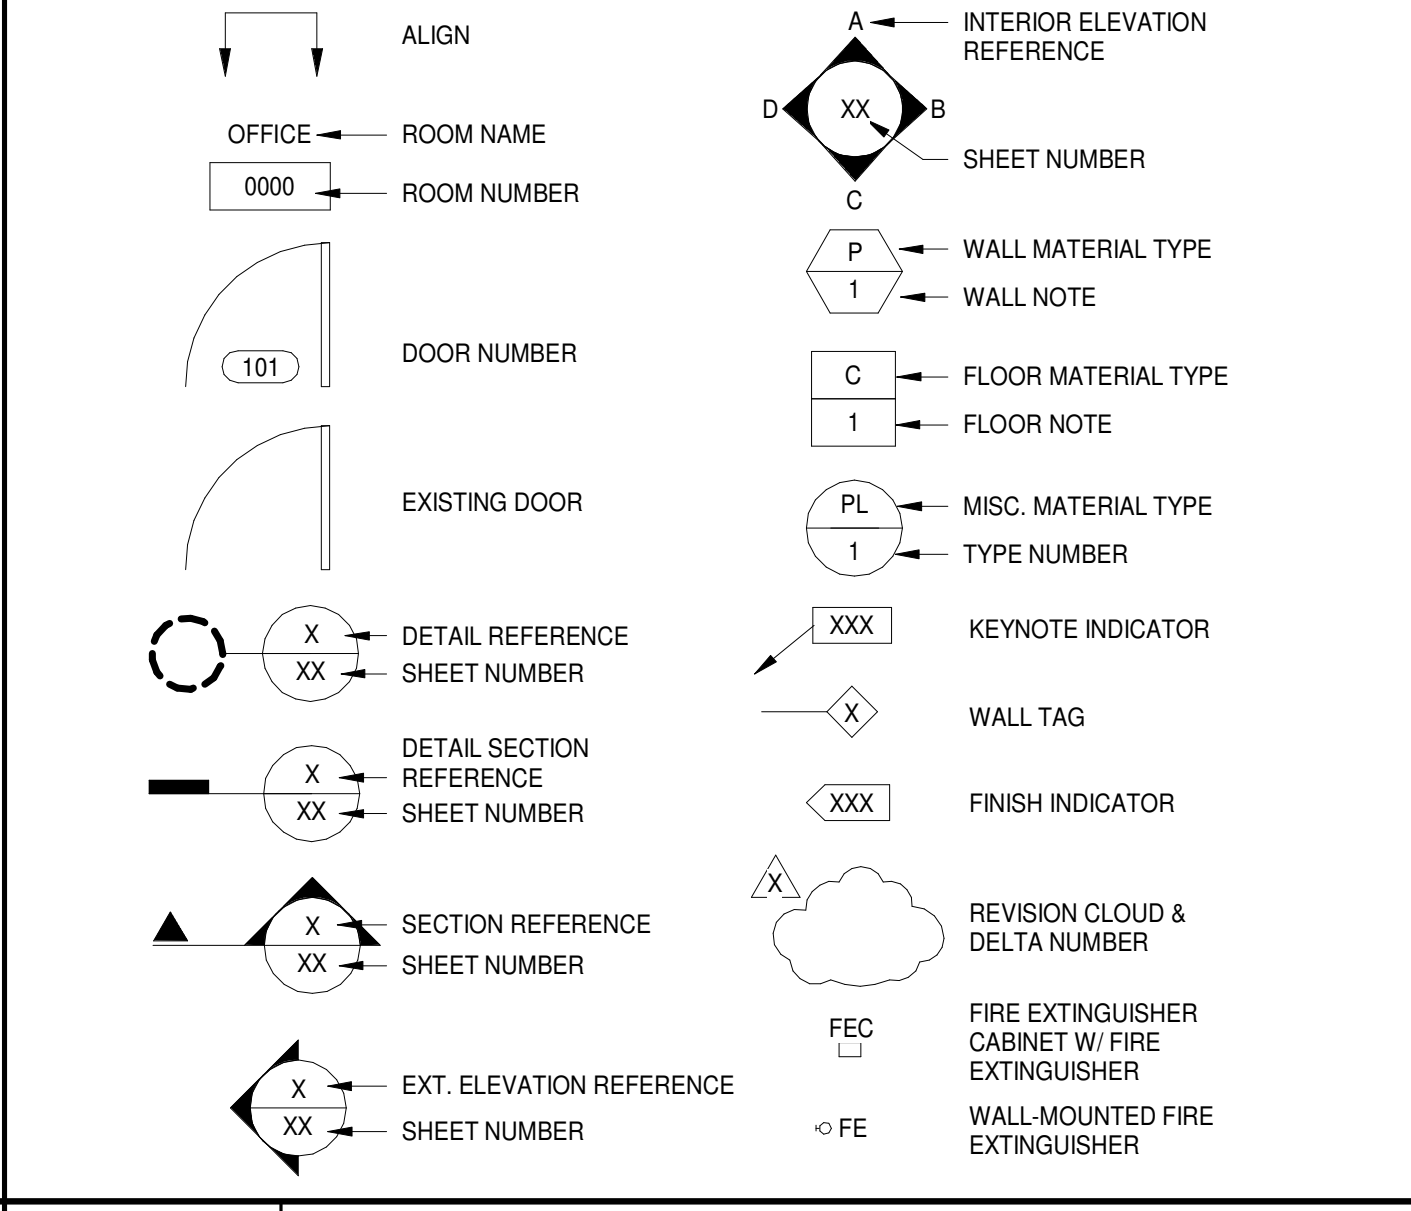 ALIGN
OFFICE
ROOM NAME
0000
ROOM NUMBER
101
DOOR NUMBER
EXISTING DOOR
X
DETAIL REFERENCE
XX
SHEET NUMBER
DETAIL SECTION
X
REFERENCE
XX
SHEET NUMBER
X
SECTION REFERENCE
XX
SHEET NUMBER
X
EXT. ELEVATION REFERENCE
XX
SHEET NUMBER
A
INTERIOR ELEVATION
REFERENCE
D
XX
B
SHEET NUMBER
C
P
WALL MATERIAL TYPE
1
WALL NOTE
C
FLOOR MATERIAL TYPE
1
FLOOR NOTE
PL
MISC. MATERIAL TYPE
1
TYPE NUMBER
XXX
KEYNOTE INDICATOR
X
WALL TAG
XXX
FINISH INDICATOR
X
REVISION CLOUD &
DELTA NUMBER
FEC
FIRE EXTINGUISHER
CABINET W/ FIRE
EXTINGUISHER
FE
WALL-MOUNTED FIRE
EXTINGUISHER